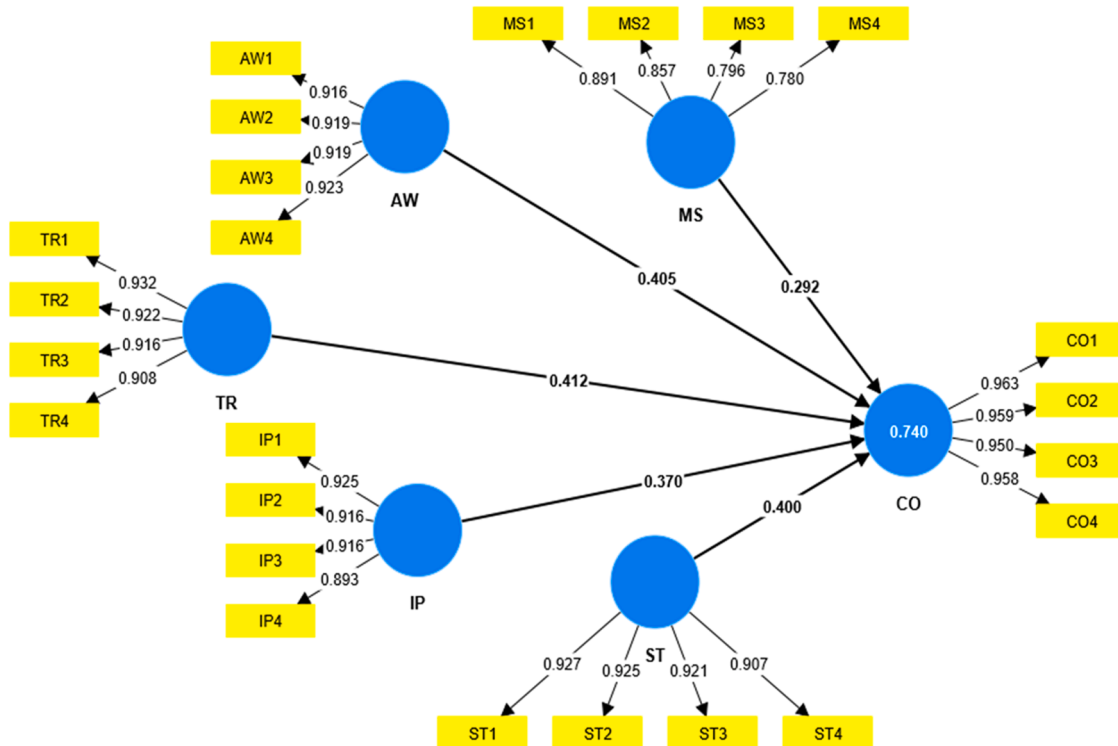 MS1 MS2 MS3 MS4
0.891 0.857 0.796 0.780
MS
AW1
AW2
AW3
AW4
0.916
0.919
0.919
0.923
AW
TR1
TR2
TR3
TR4
0.932
0.922
0.916
0.908
TR
0.405
0.292
0.412
0.370
0.400
IP1
IP2
IP3
IP4
0.925
0.916
0.916
0.893
IP
0.740
CO
0.963
0.959
0.950
0.958
CO1
CO2
CO3
CO4
ST
0.927 0.925 0.921 0.907
ST1 ST2 ST3 ST4